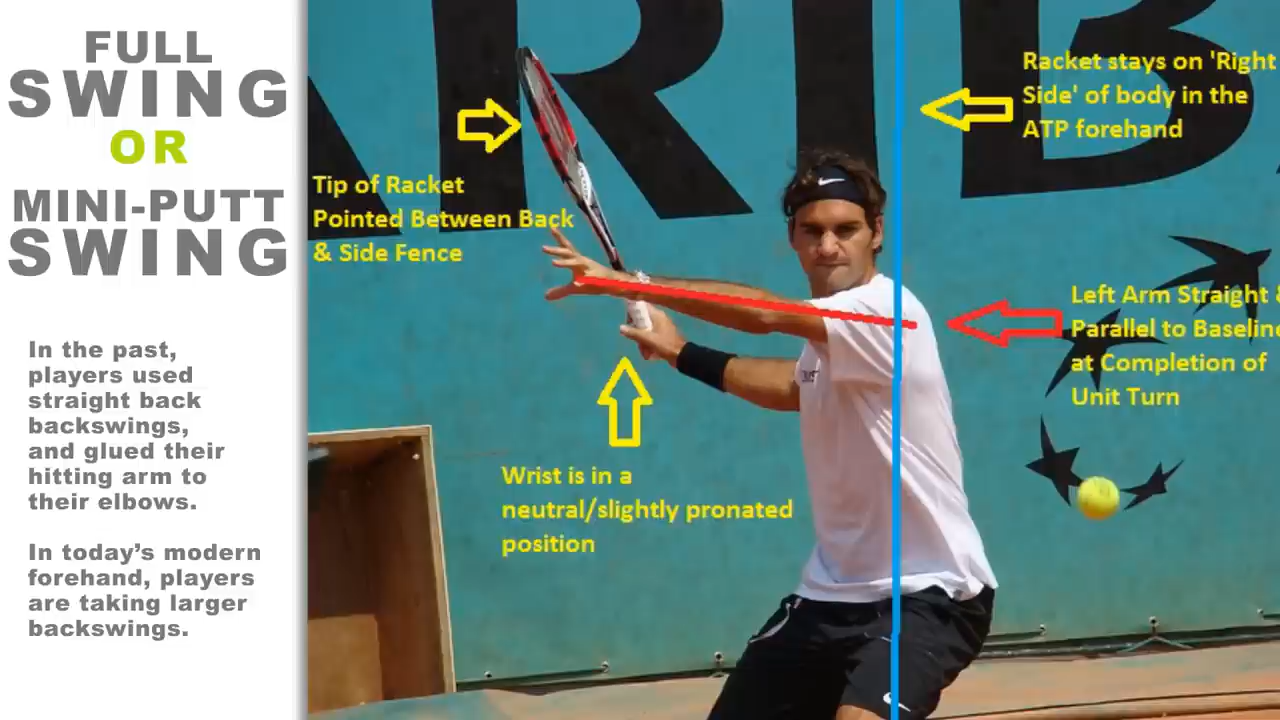 FULL
SWING
OR
MINI-PUTT
SWING
In the past,
players used
straight back
backswings,
and glued their
hitting arm to
their elbows.
In today's modern
forehand, players
are taking larger
backswings.
Tip of Racket
Pointed Between Back
& Side Fence
Wrist is in a
neutral/slightly pronated
position
Racket stays on 'Right
Side' of body in the
ATP forehand
Left Arm Straight &
Parallel to Baseline
at Completion of
Unit Turn
ARIB